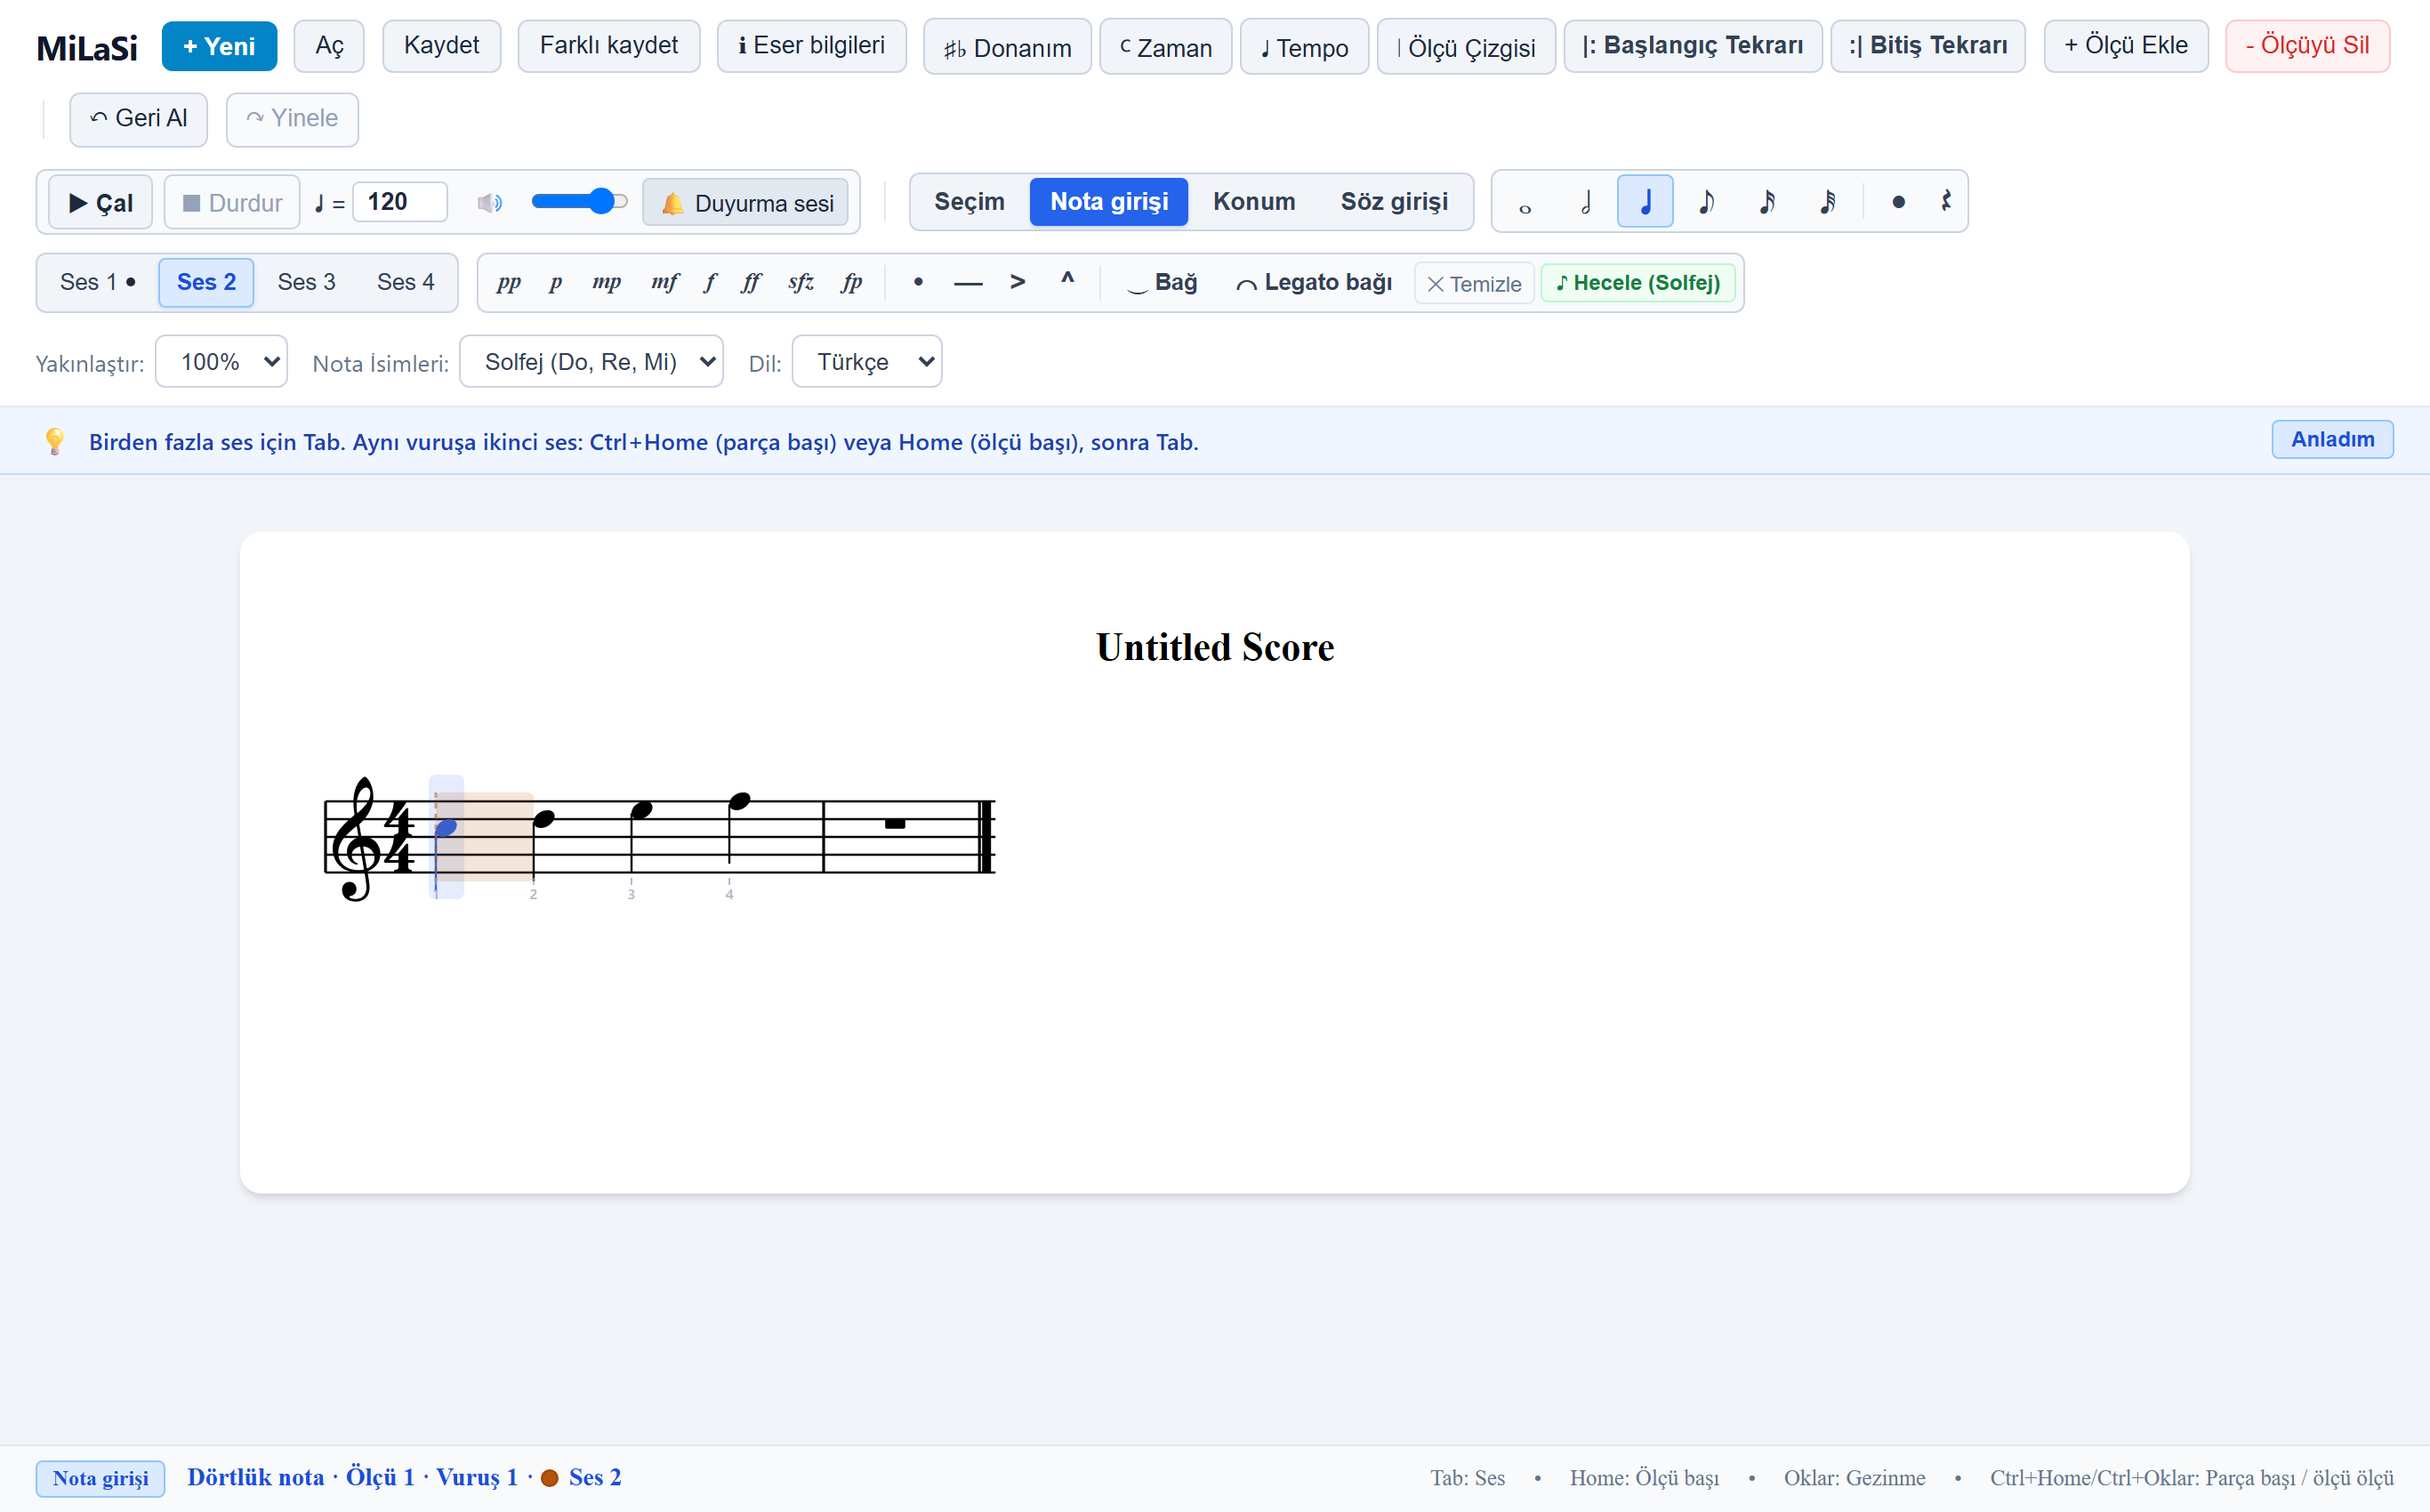 MiLaSi + Yeni Aç Kaydet Farklı kaydet ℹ Eser bilgileri ♯♭ Donanım C Zaman ♩ Tempo | Ölçü Çizgisi |: Başlangıç Tekrarı :| Bitiş Tekrarı + Ölçü Ekle - Ölçüyü Sil
↶ Geri Al ↷ Yinele
▶ Çal ■ Durdur ♩ = 120 🔊 🔔 Duyurma sesi Seçim Nota girişi Konum Söz girişi
Ses 1 • Ses 2 Ses 3 Ses 4 pp p mp mf f ff sfz fp • — > ^ ‿ Bağ ⌒ Legato bağı ✕ Temizle ♪ Hecele (Solfej)
Yakınlaştır: 100% Nota İsimleri: Solfej (Do, Re, Mi) Dil: Türkçe
💡 Birden fazla ses için Tab. Aynı vuruşa ikinci ses: Ctrl+Home (parça başı) veya Home (ölçü başı), sonra Tab. Anladım
Untitled Score
4
4
1 2 3 4
Nota girişi Dörtlük nota · Ölçü 1 · Vuruş 1 · Ses 2 Tab: Ses • Home: Ölçü başı • Oklar: Gezinme • Ctrl+Home/Ctrl+Oklar: Parça başı / ölçü ölçü